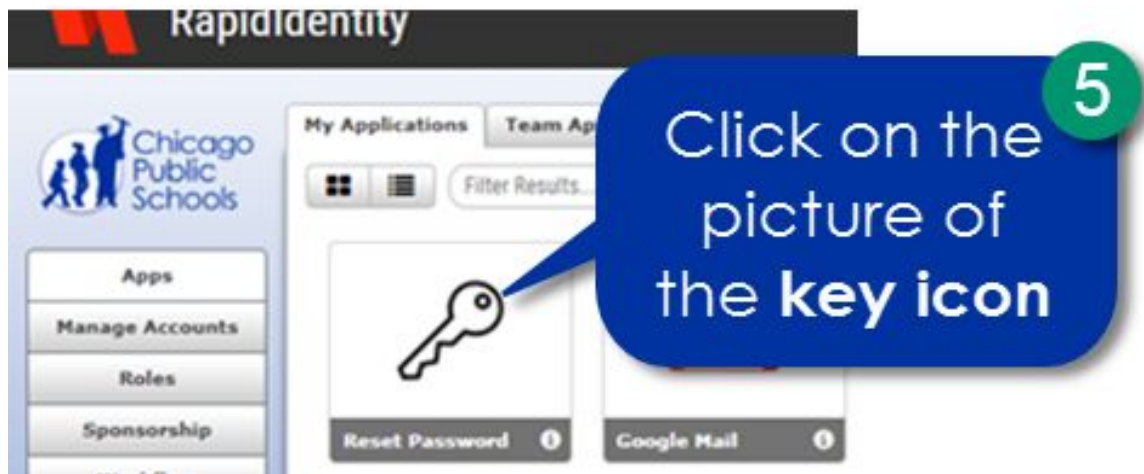 RapidIdentity
Chicago
Public
Schools
My Applications
Team Ap
Filter Results...
5
Click on the
picture of
the key icon
Apps
Manage Accounts
Roles
Sponsorship
Reset Password
Google Mail